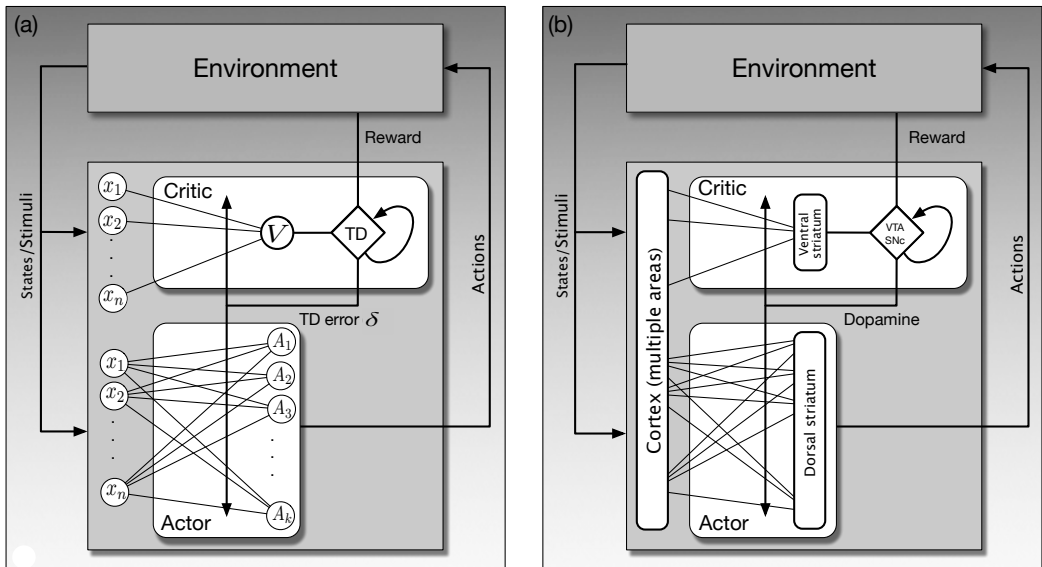 (a)
Environment
Reward
States/Stimuli
Actions
Critic
x₁
x₂
.
.
.
xₙ
V
TD
TD error δ
x₁
x₂
.
.
.
xₙ
A₁
A₂
A₃
.
.
.
Aₖ
Actor
(b)
Environment
Reward
States/Stimuli
Actions
Cortex (multiple areas)
Critic
Ventral
striatum
VTA
SNc
Dopamine
Dorsal striatum
Actor